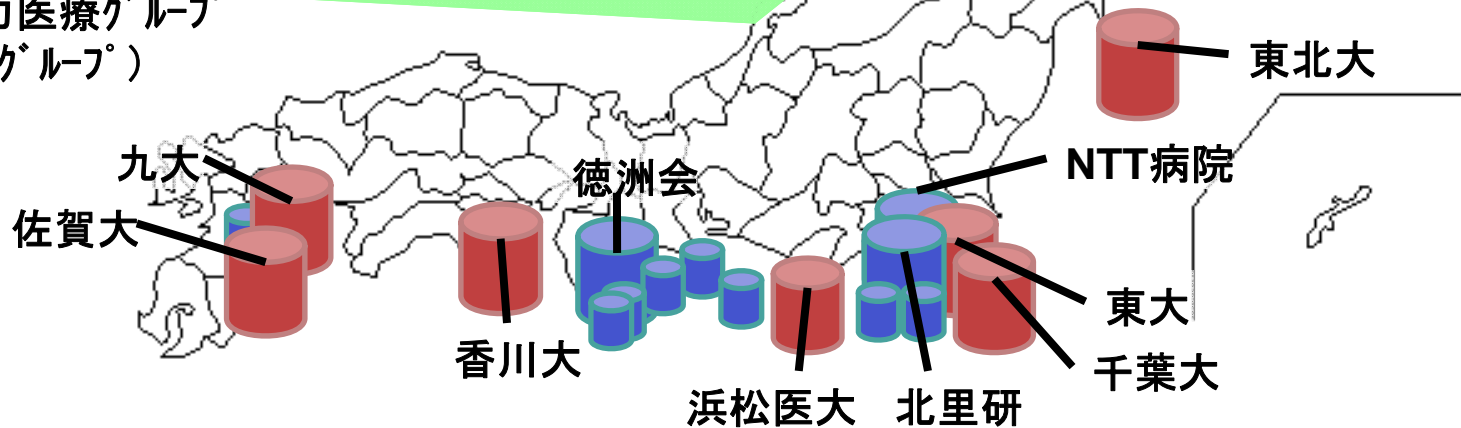 医療グループ
グループ）
東北大
九大
徳洲会
NTT病院
佐賀大
東大
香川大
千葉大
浜松医大
北里研